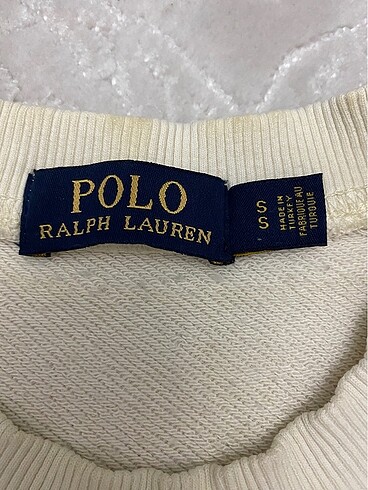 POLO
RALPH LAUREN
S
S
MADE IN
TURKEY
FABRIQUE AU
TURQUIE